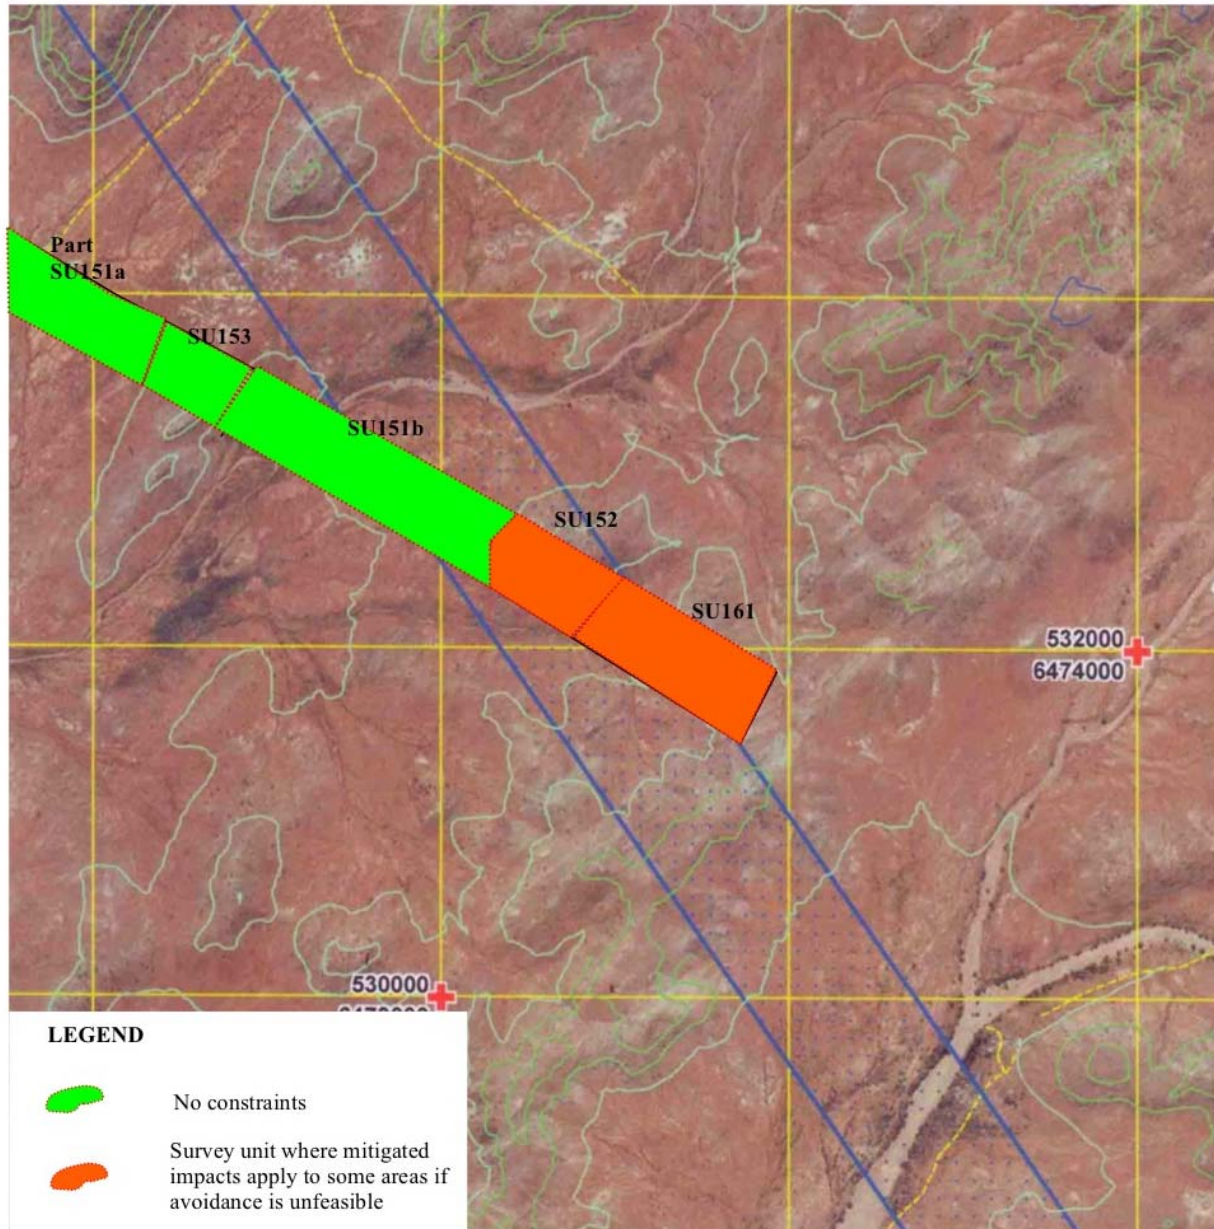 Part
SU151a
SU153
SU151b
SU152
SU161
532000
6474000
530000
LEGEND
No constraints
Survey unit where mitigated
impacts apply to some areas if
avoidance is unfeasible